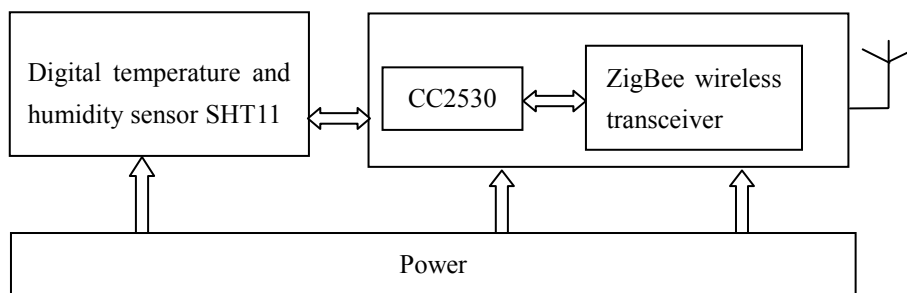 Digital temperature and
humidity sensor SHT11
CC2530
ZigBee wireless
transceiver
Power